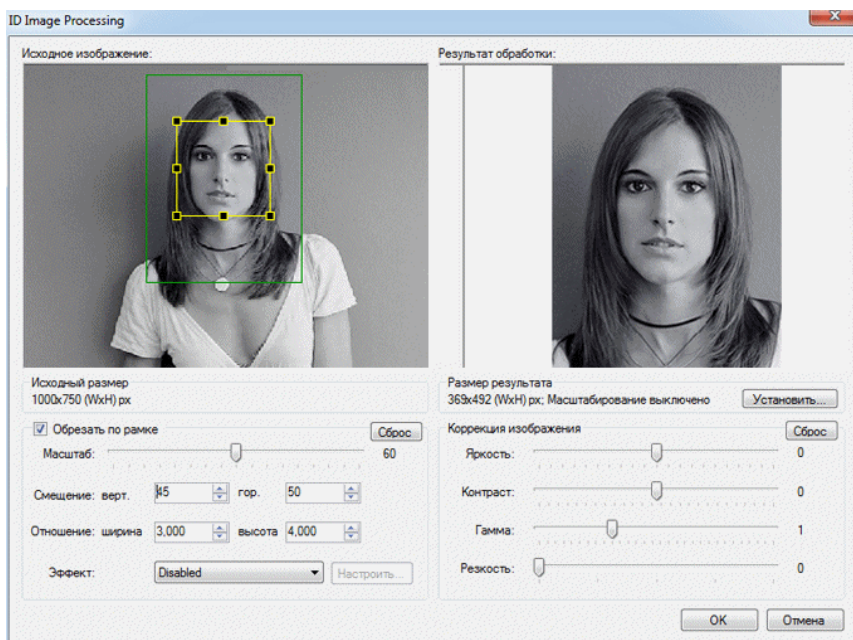 ID Image Processing
Исходное изображение:
Результат обработки:
Исходный размер
1000x750 (WxH) px
Размер результата
369x492 (WxH) px; Масштабирование выключено
Установить...
Обрезать по рамке
Сброс
Масштаб:
60
Смещение: верт.
45
гор.
50
Отношение: ширина
3,000
высота
4,000
Эффект:
Disabled
Настроить...
Коррекция изображения
Сброс
Яркость:
0
Контраст:
0
Гамма:
1
Резкость:
0
OK
Отмена